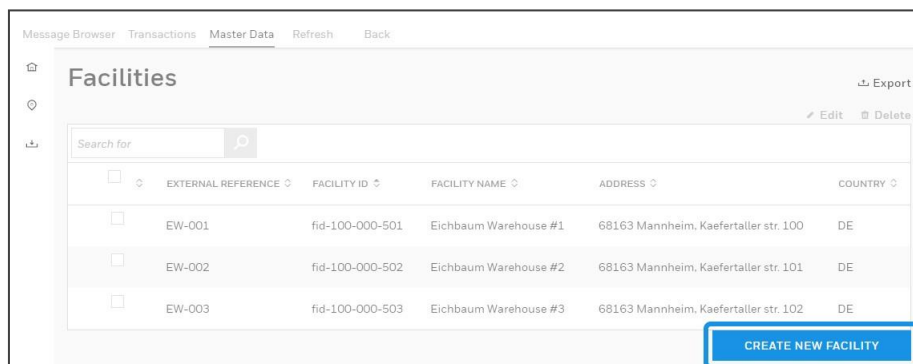 Message Browser Transactions Master Data Refresh Back
Facilities
Export
Edit Delete
Search for
EXTERNAL REFERENCE FACILITY ID FACILITY NAME ADDRESS COUNTRY
EW-001 fid-100-000-501 Eichbaum Warehouse #1 68163 Mannheim, Kaefertaller str. 100 DE
EW-002 fid-100-000-502 Eichbaum Warehouse #2 68163 Mannheim, Kaefertaller str. 101 DE
EW-003 fid-100-000-503 Eichbaum Warehouse #3 68163 Mannheim, Kaefertaller str. 102 DE
CREATE NEW FACILITY